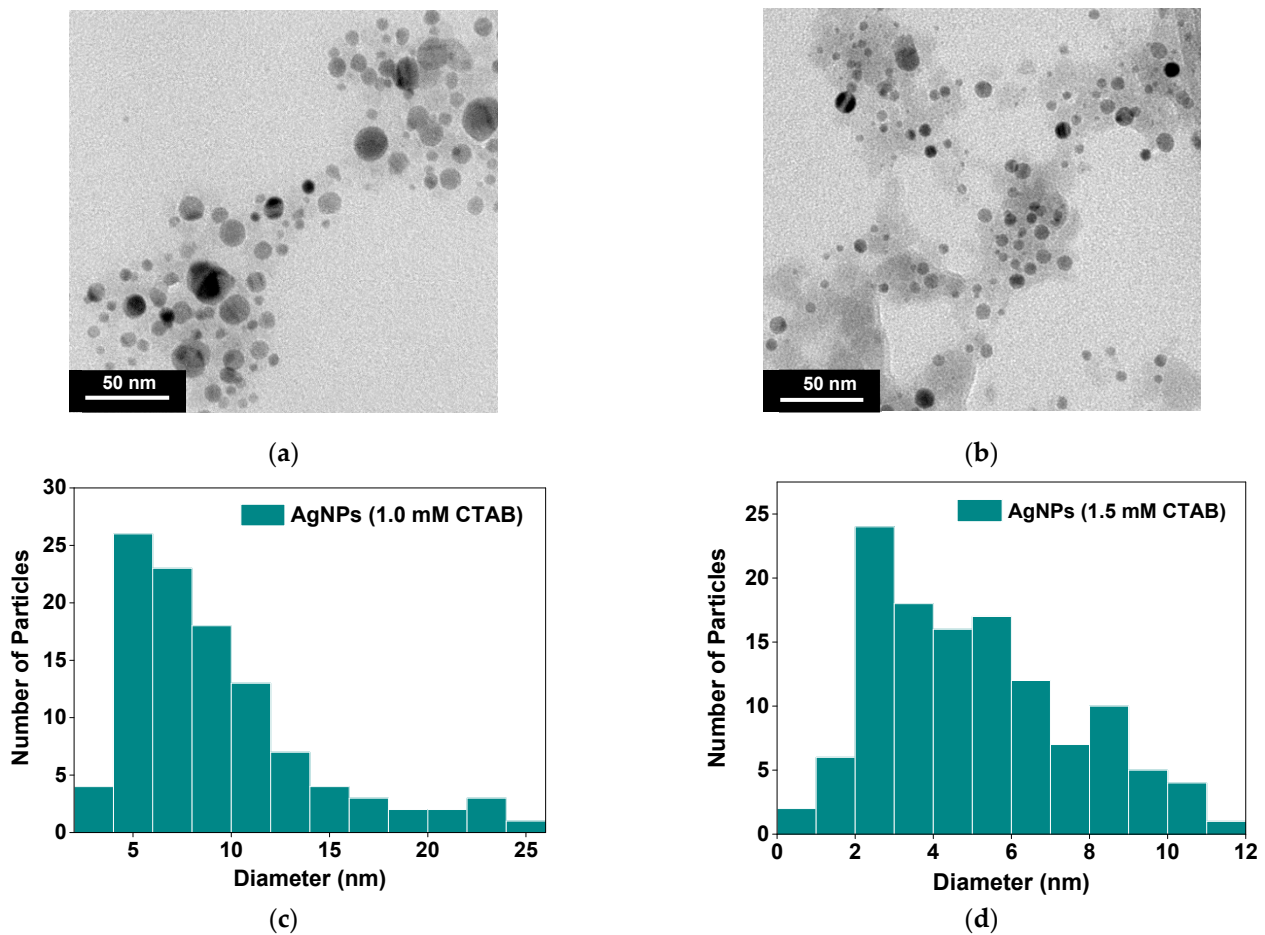 50 nm
50 nm
(a)
(b)
AgNPs (1.0 mM CTAB)
Number of Particles
30
25
20
15
10
5
0
5 10 15 20 25
Diameter (nm)
(c)
AgNPs (1.5 mM CTAB)
Number of Particles
25
20
15
10
5
0
0 2 4 6 8 10 12
Diameter (nm)
(d)